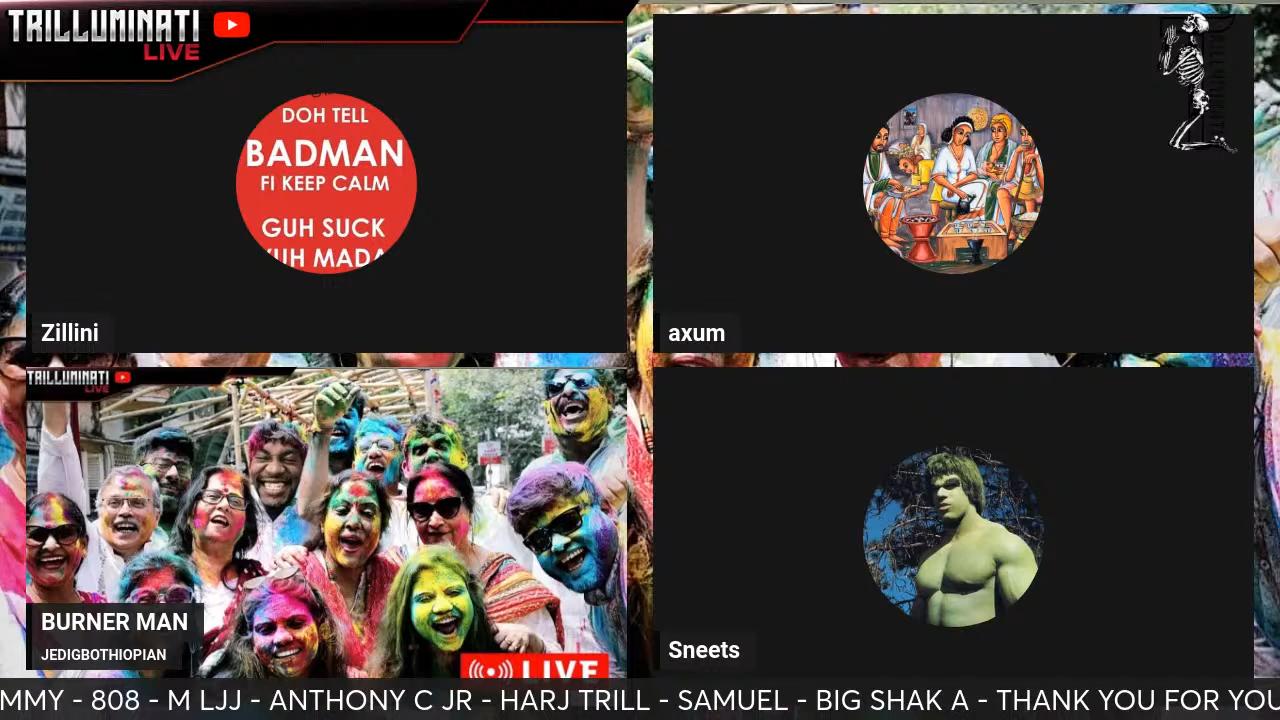 TRILLUMINATI
LIVE
DOH TELL
BADMAN
FI KEEP CALM
GUH SUCK
Zillini
axum
TRILLUMINATI
LIVE
BURNER MAN
JEDIGBOTHIOPIAN
LIVE
Sneets
MMY - 808 - M LJJ - ANTHONY C JR - HARJ TRILL - SAMUEL - BIG SHAK A - THANK YOU FOR YOU